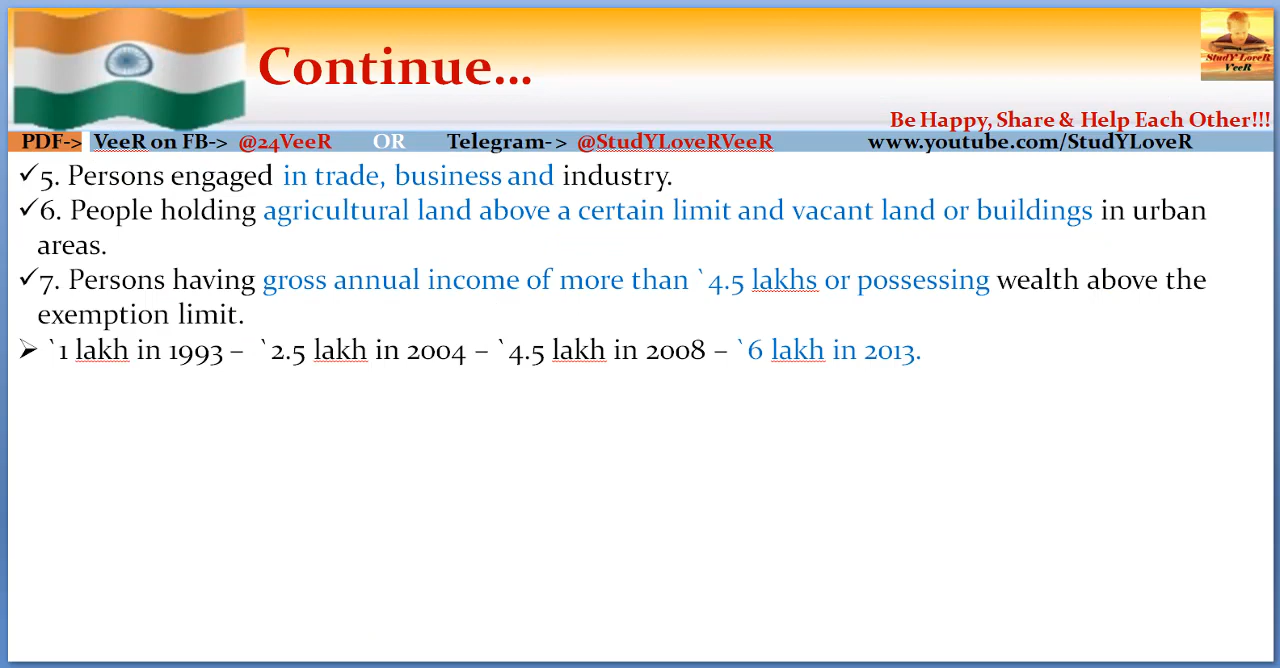 Continue...
StudY LoveR
VeeR
Be Happy, Share & Help Each Other!!!
PDF-> VeeR on FB-> @24VeeR OR Telegram-> @StudYLoveRVeeR www.youtube.com/StudYLoveR
✓5. Persons engaged in trade, business and industry.
✓6. People holding agricultural land above a certain limit and vacant land or buildings in urban
areas.
✓7. Persons having gross annual income of more than `4.5 lakhs or possessing wealth above the
exemption limit.
➢ `1 lakh in 1993 – `2.5 lakh in 2004 – `4.5 lakh in 2008 – `6 lakh in 2013.